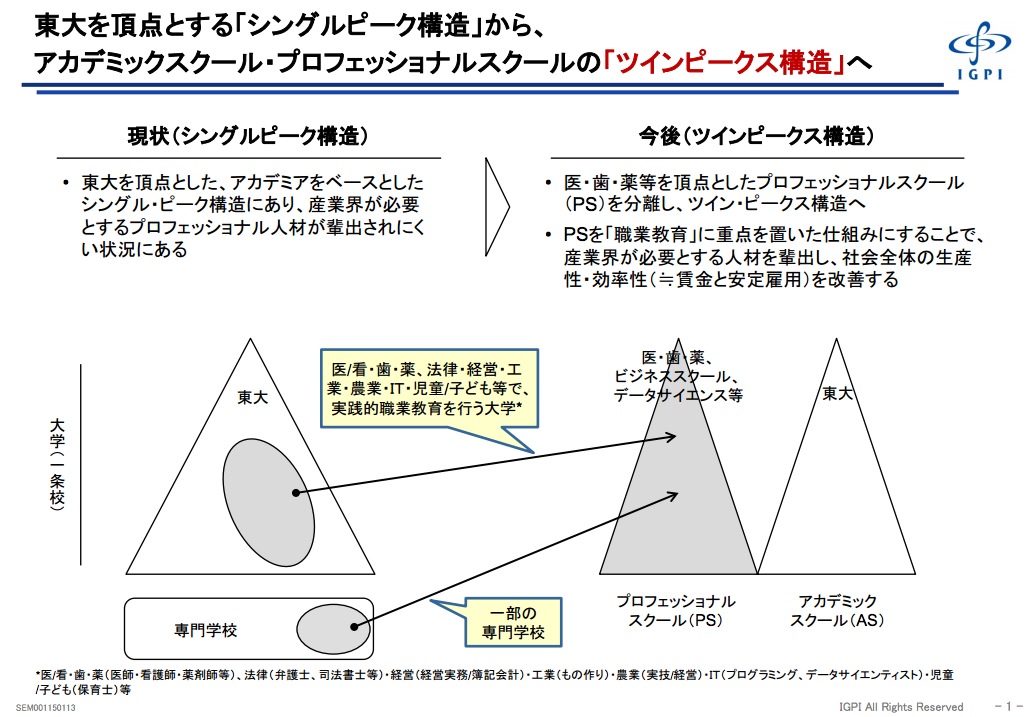 東大を頂点とする｢シングルピーク構造｣から、
アカデミックスクール・プロフェッショナルスクールの｢ツインピークス構造｣へ
IGPI
現状（シングルピーク構造）
• 東大を頂点とした、アカデミアをベースとした
シングル・ピーク構造にあり、産業界が必要
とするプロフェッショナル人材が輩出されにく
い状況にある
今後（ツインピークス構造）
• 医・歯・薬等を頂点としたプロフェッショナルスクール
（PS）を分離し、ツイン・ピークス構造へ
• PSを｢職業教育｣に重点を置いた仕組みにすることで、
産業界が必要とする人材を輩出し、社会全体の生産
性・効率性（≒賃金と安定雇用）を改善する
大学（一条校）
東大
医/看・歯・薬、法律・経営・工
業・農業・IT・児童/子ども等で、
実践的職業教育を行う大学*
医・歯・薬、
ビジネススクール、
データサイエンス等
東大
専門学校
一部の
専門学校
プロフェッショナル
スクール（PS）
アカデミック
スクール（AS）
*医/看・歯・薬（医師・看護師・薬剤師等）、法律（弁護士、司法書士等）・経営（経営実務/簿記会計）・工業（もの作り）・農業（実技/経営）・IT（プログラミング、データサイエンティスト）・児童
/子ども（保育士）等
SEM001150113
IGPI All Rights Reserved
- 1 -